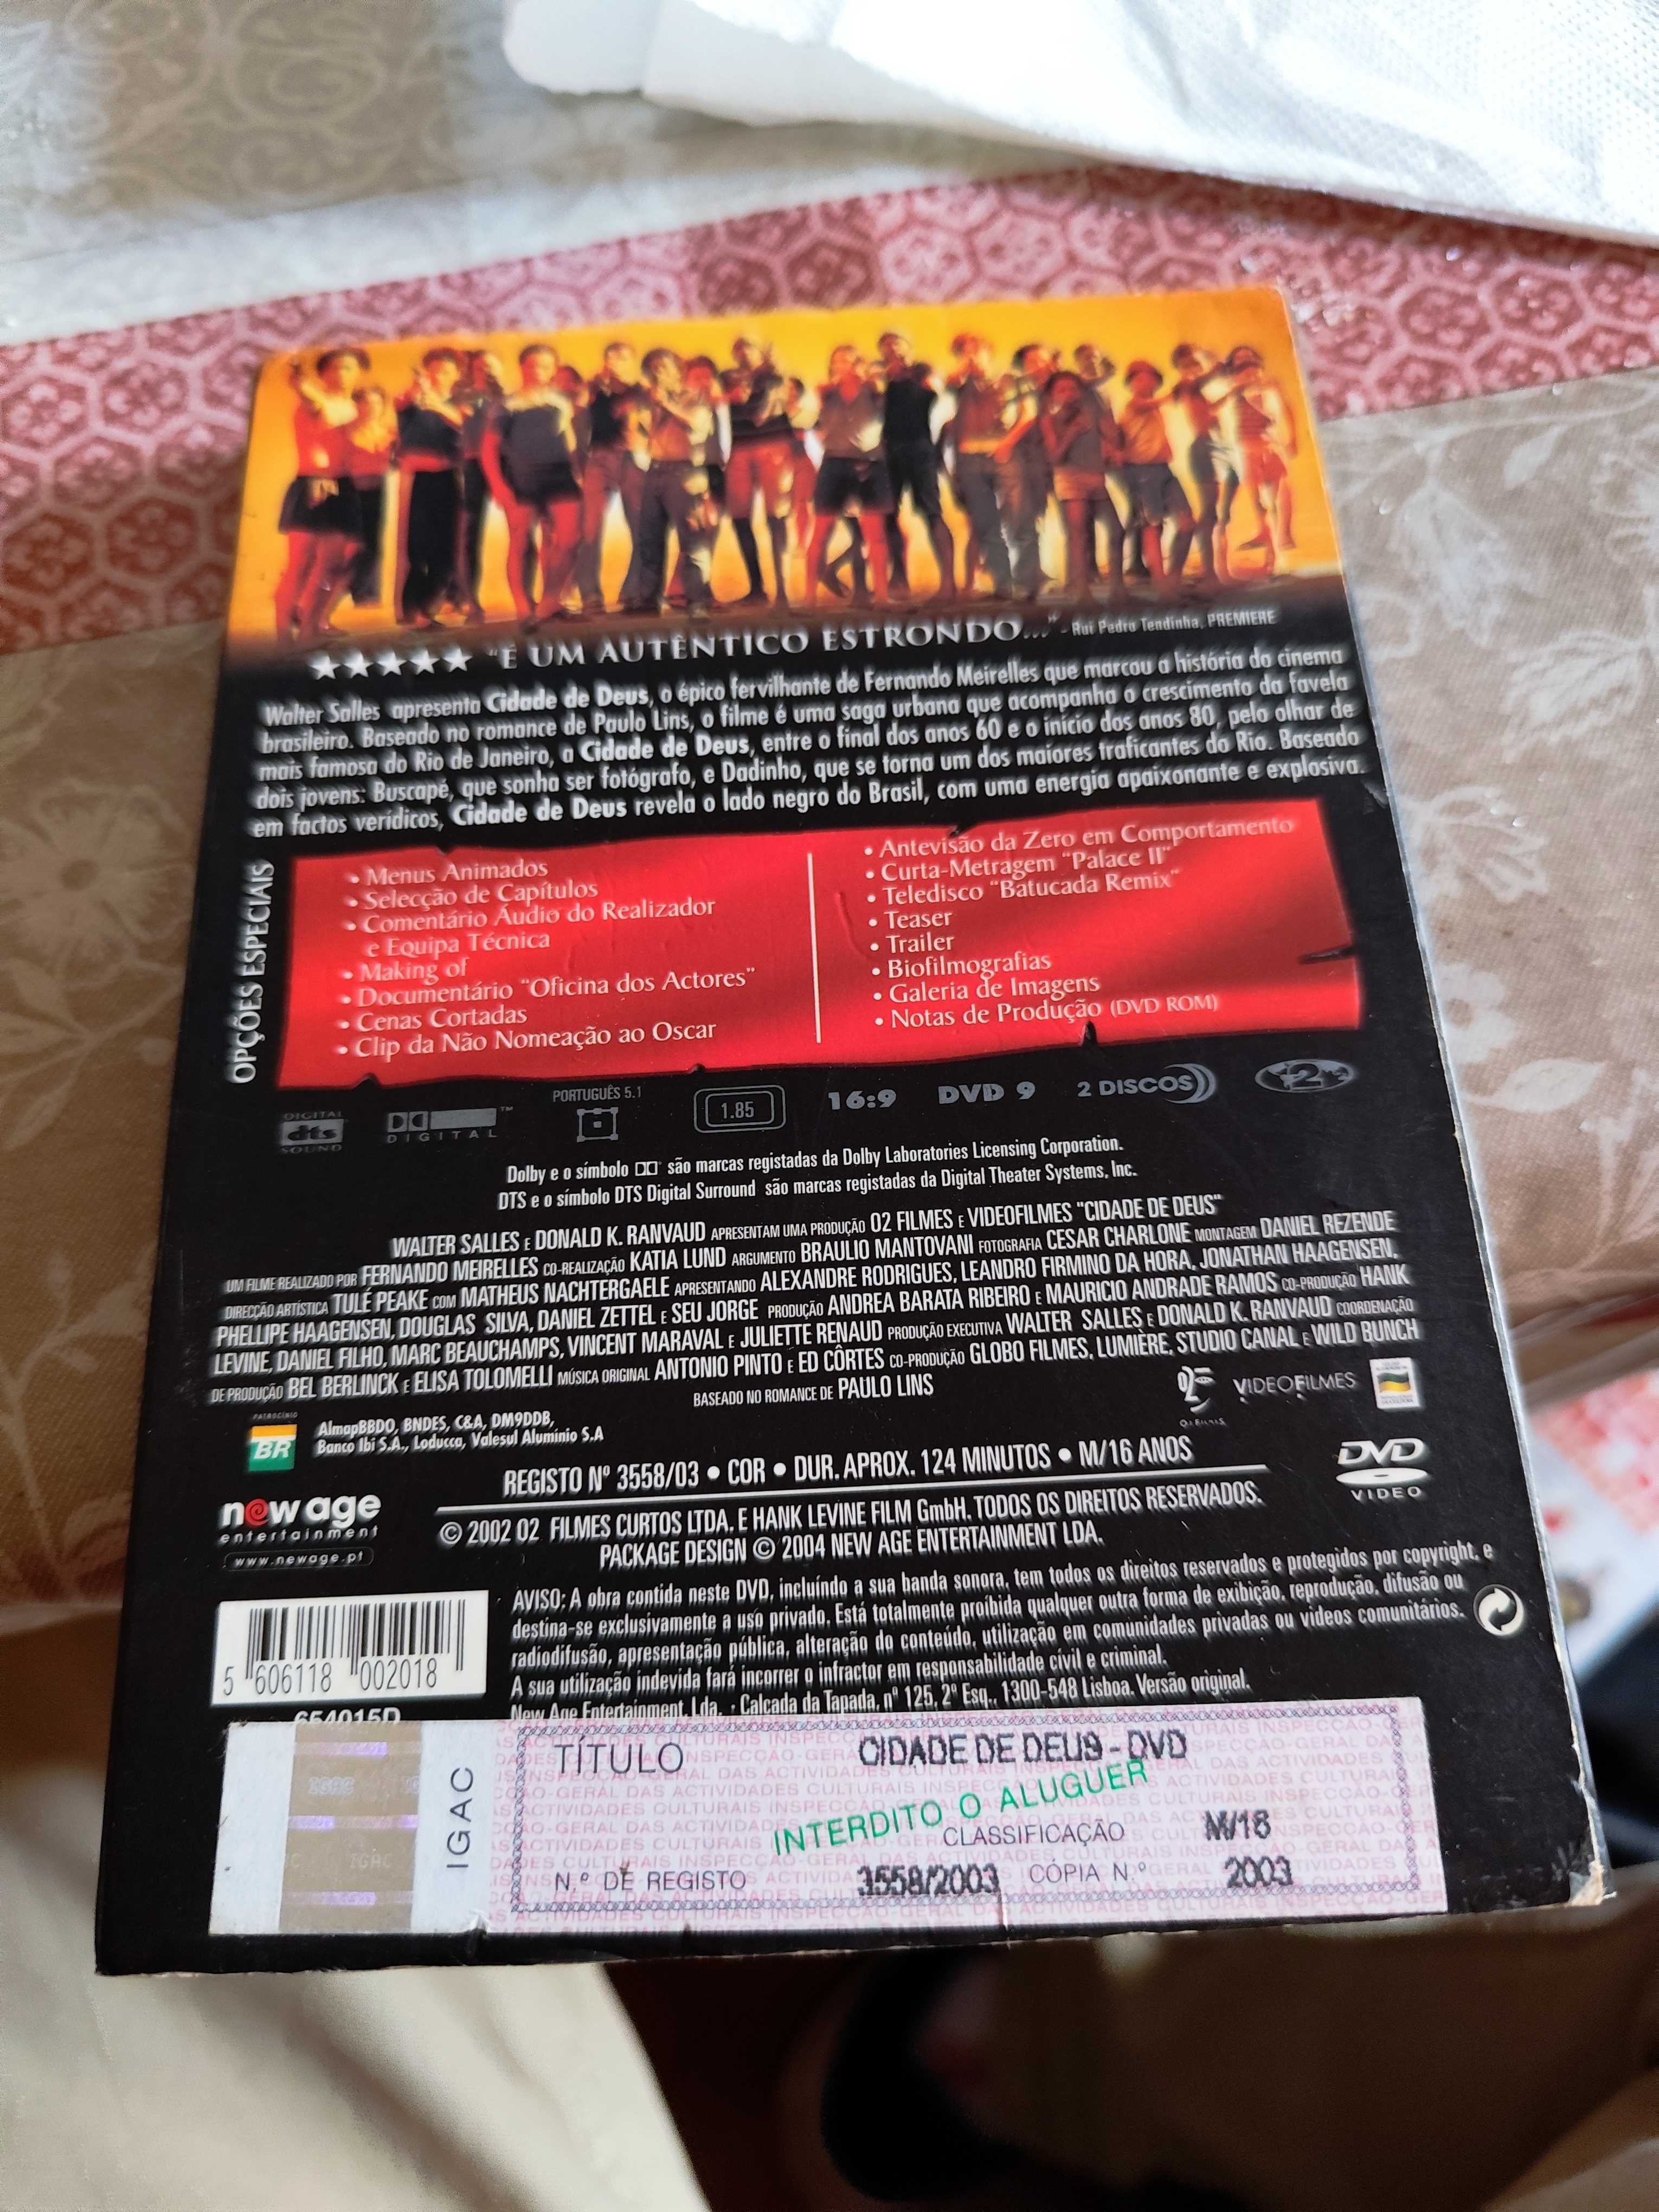 ★★★★★ "É UM AUTÊNTICO ESTRONDO..." - Rui Pedro Tendinha, PREMIERE
Walter Salles apresenta Cidade de Deus, o épico fervilhante de Fernando Meirelles que marcou a história do cinema
brasileiro. Baseado no romance de Paulo Lins, o filme é uma saga urbana que acompanha o crescimento da favela
mais famosa do Rio de Janeiro, a Cidade de Deus, entre o final dos anos 60 e o início dos anos 80, pelo olhar de
dois jovens: Buscapé, que sonha ser fotógrafo, e Dadinho, que se torna um dos maiores traficantes do Rio. Baseado
em factos verídicos, Cidade de Deus revela o lado negro do Brasil, com uma energia apaixonante e explosiva.
OPÇÕES ESPECIAIS
• Menus Animados
• Selecção de Capítulos
• Comentário Áudio do Realizador
e Equipa Técnica
• Making of
• Documentário "Oficina dos Actores"
• Cenas Cortadas
• Clip da Não Nomeação ao Oscar
• Antevisão da Zero em Comportamento
• Curta-Metragem "Palace II"
• Teledisco "Batucada Remix"
• Teaser
• Trailer
• Biofilmografias
• Galeria de Imagens
• Notas de Produção (DVD ROM)
DIGITAL
dts
SOUND
DIGITAL
PORTUGUÊS 5.1
1.85
16:9
DVD 9
2 DISCOS
2
Dolby e o símbolo são marcas registadas da Dolby Laboratories Licensing Corporation.
DTS e o símbolo DTS Digital Surround são marcas registadas da Digital Theater Systems, Inc.
WALTER SALLES E DONALD K. RANVAUD APRESENTAM UMA PRODUÇÃO O2 FILMES E VIDEOFILMES "CIDADE DE DEUS"
UM FILME REALIZADO POR FERNANDO MEIRELLES CO-REALIZAÇÃO KATIA LUND ARGUMENTO BRAULIO MANTOVANI FOTOGRAFIA CESAR CHARLONE MONTAGEM DANIEL REZENDE
DIRECÇÃO ARTÍSTICA TULÉ PEAKE COM MATHEUS NACHTERGAELE APRESENTANDO ALEXANDRE RODRIGUES, LEANDRO FIRMINO DA HORA, JONATHAN HAAGENSEN,
PHELLIPE HAAGENSEN, DOUGLAS SILVA, DANIEL ZETTEL E SEU JORGE PRODUÇÃO ANDREA BARATA RIBEIRO E MAURICIO ANDRADE RAMOS CO-PRODUÇÃO HANK
LEVINE, DANIEL FILHO, MARC BEAUCHAMPS, VINCENT MARAVAL E JULIETTE RENAUD PRODUÇÃO EXECUTIVA WALTER SALLES E DONALD K. RANVAUD COORDENAÇÃO
DE PRODUÇÃO BEL BERLINCK E ELISA TOLOMELLI MÚSICA ORIGINAL ANTONIO PINTO E ED CÔRTES CO-PRODUÇÃO GLOBO FILMES, LUMIÈRE, STUDIO CANAL E WILD BUNCH
BASEADO NO ROMANCE DE PAULO LINS
VIDEOFILMES
PATROCÍNIO
BR
AlmapBBDO, BNDES, C&A, DM9DDB,
Banco Ibi S.A., Loducca, Valesul Aluminio S.A
REGISTO Nº 3558/03 • COR • DUR. APROX. 124 MINUTOS • M/16 ANOS
DVD
VIDEO
new age
entertainment
www.newage.pt
© 2002 O2 FILMES CURTOS LTDA. E HANK LEVINE FILM GmbH. TODOS OS DIREITOS RESERVADOS.
PACKAGE DESIGN © 2004 NEW AGE ENTERTAINMENT LDA.
AVISO: A obra contida neste DVD, incluíndo a sua banda sonora, tem todos os direitos reservados e protegidos por copyright, e
destina-se exclusivamente a uso privado. Está totalmente proibida qualquer outra forma de exibição, reprodução, difusão ou
radiodifusão, apresentação pública, alteração do conteúdo, utilização em comunidades privadas ou vídeos comunitários.
A sua utilização indevida fará incorrer o infractor em responsabilidade cívil e criminal.
New Age Entertainment, Lda. - Calçada da Tapada, nº 125, 2º Esq., 1300-548 Lisboa. Versão original.
5 606118 002018
654015D
IGAC
TÍTULO CIDADE DE DEUS - DVD
INTERDITO O ALUGUER
CLASSIFICAÇÃO M/16
N.º DE REGISTO 3558/2003 CÓPIA N.º 2003